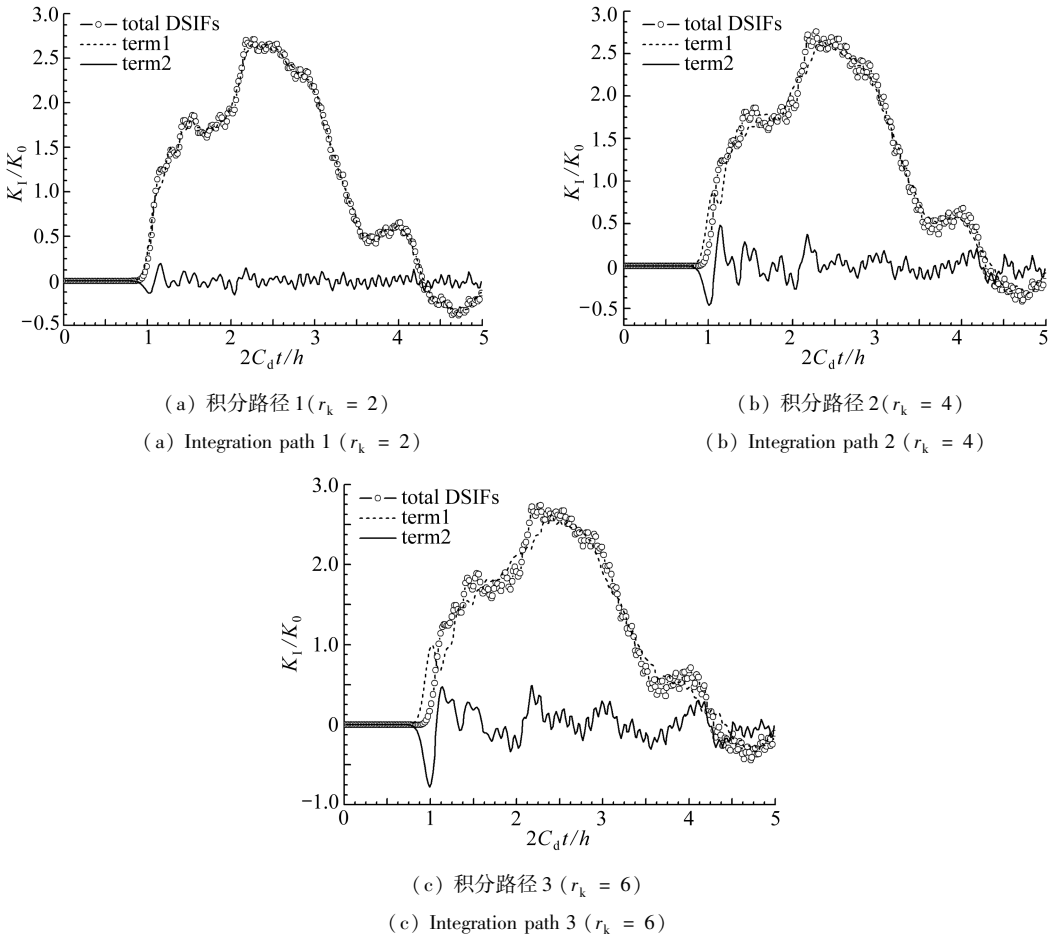 3.0
2.5
2.0
1.5
1.0
0.5
0
−0.5
K_I/K_0
total DSIFs
term1
term2
0 1 2 3 4 5
2C_d t/h
(a) 积分路径1(r_k = 2)
(a) Integration path 1 (r_k = 2)
3.0
2.5
2.0
1.5
1.0
0.5
0
−0.5
K_I/K_0
total DSIFs
term1
term2
0 1 2 3 4 5
2C_d t/h
(b) 积分路径2(r_k = 4)
(b) Integration path 2 (r_k = 4)
3.0
2.0
1.0
0
−1.0
K_I/K_0
total DSIFs
term1
term2
0 1 2 3 4 5
2C_d t/h
(c) 积分路径3 (r_k = 6)
(c) Integration path 3 (r_k = 6)